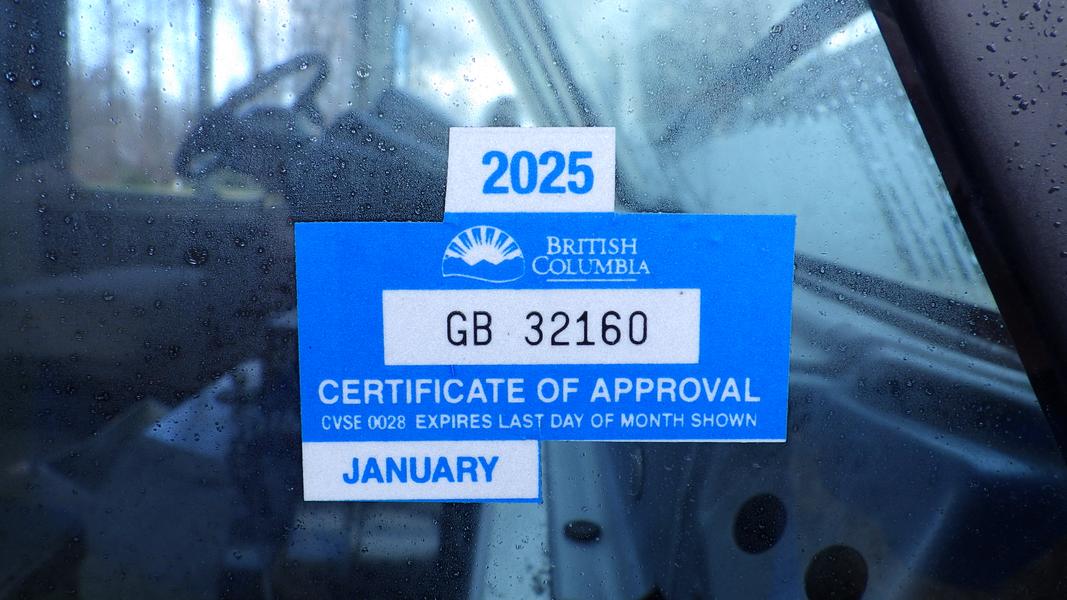 2025
BRITISH
COLUMBIA
GB 32160
CERTIFICATE OF APPROVAL
CVSE 0028 EXPIRES LAST DAY OF MONTH SHOWN
JANUARY